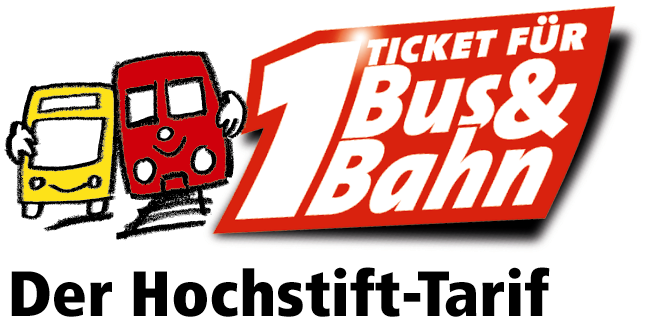 1 TICKET FÜR
Bus&
Bahn
Der Hochstift-Tarif